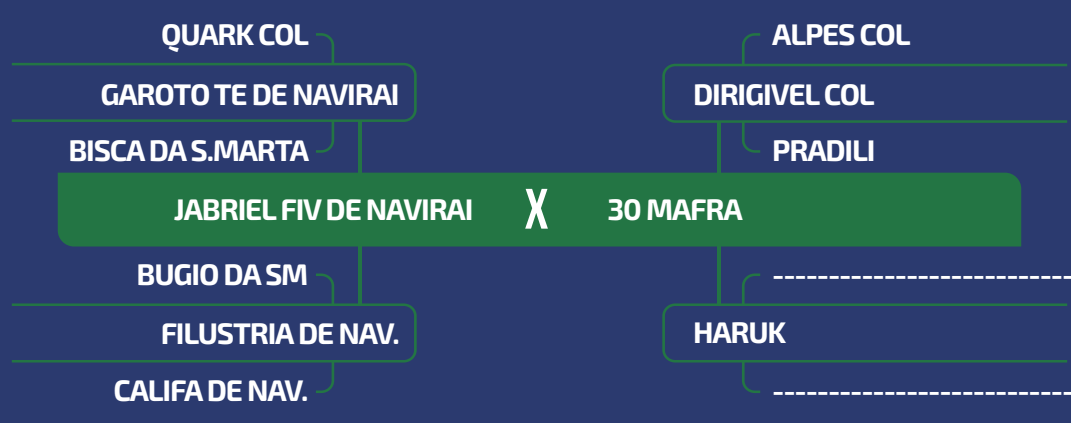 QUARK COL
ALPES COL
GAROTO TE DE NAVIRAI
DIRIGIVEL COL
BISCA DA S.MARTA
PRADILI
JABRIEL FIV DE NAVIRAI X 30 MAFRA
BUGIO DA SM
----------------------------
FILUSTRIA DE NAV.
HARUK
CALIFA DE NAV.
----------------------------